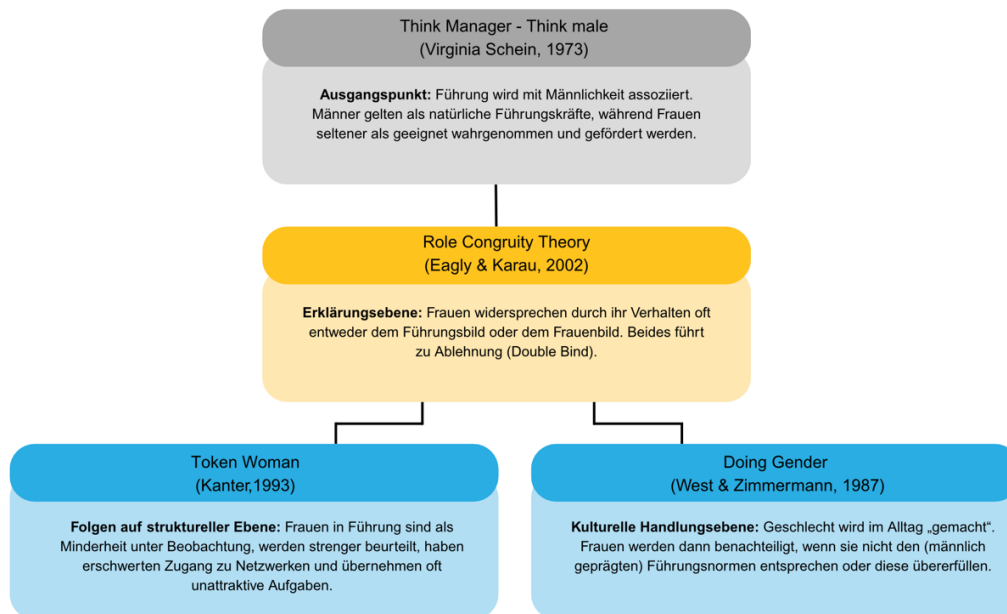 Think Manager - Think male
(Virginia Schein, 1973)
Ausgangspunkt: Führung wird mit Männlichkeit assoziiert.
Männer gelten als natürliche Führungskräfte, während Frauen
seltener als geeignet wahrgenommen und gefördert werden.
Role Congruity Theory
(Eagly & Karau, 2002)
Erklärungsebene: Frauen widersprechen durch ihr Verhalten oft
entweder dem Führungsbild oder dem Frauenbild. Beides führt
zu Ablehnung (Double Bind).
Token Woman
(Kanter,1993)
Folgen auf struktureller Ebene: Frauen in Führung sind als
Minderheit unter Beobachtung, werden strenger beurteilt, haben
erschwerten Zugang zu Netzwerken und übernehmen oft
unattraktive Aufgaben.
Doing Gender
(West & Zimmermann, 1987)
Kulturelle Handlungsebene: Geschlecht wird im Alltag „gemacht“.
Frauen werden dann benachteiligt, wenn sie nicht den (männlich
geprägten) Führungsnormen entsprechen oder diese übererfüllen.